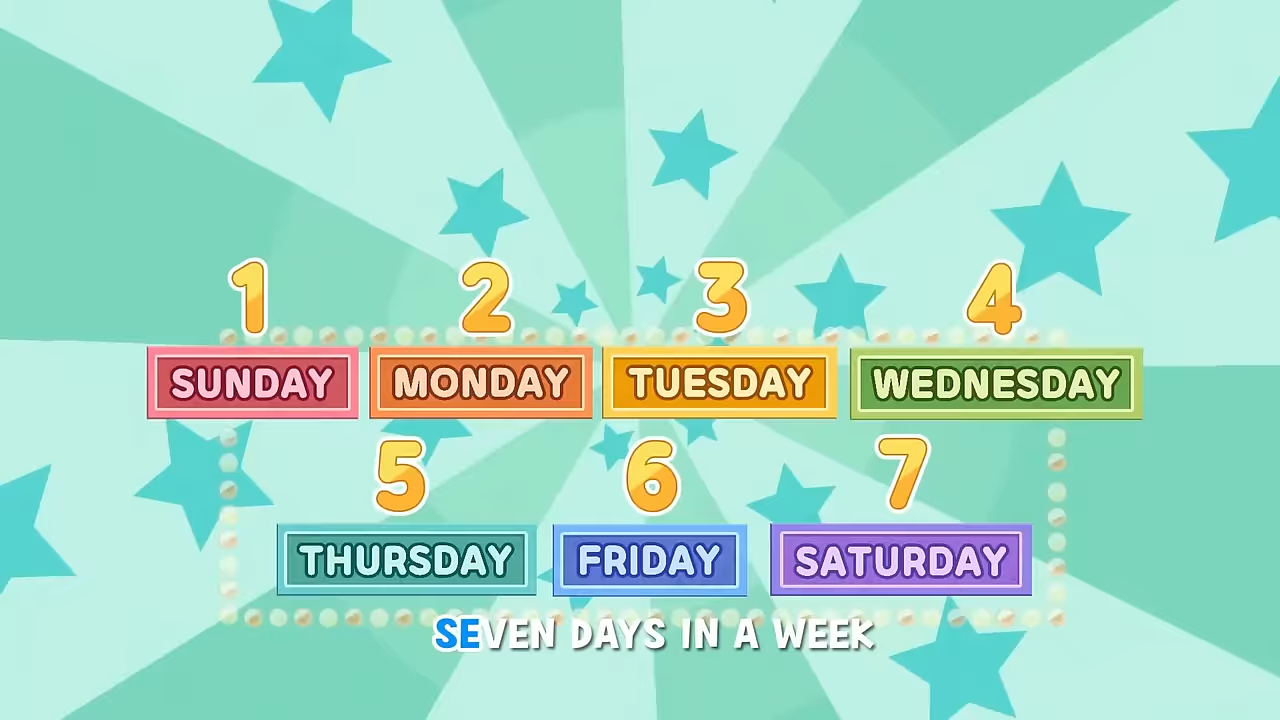 1 2 3 4
SUNDAY MONDAY TUESDAY WEDNESDAY
5 6 7
THURSDAY FRIDAY SATURDAY
SEVEN DAYS IN A WEEK